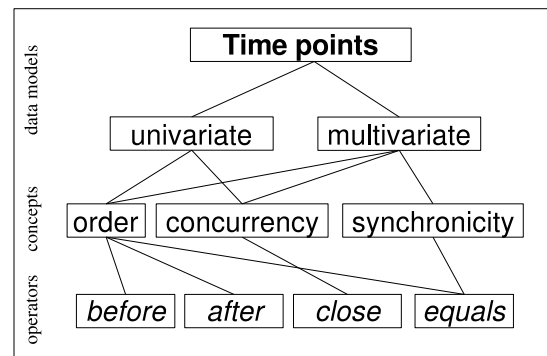 Time points
data models
univariate
multivariate
concepts
order
concurrency
synchronicity
operators
before
after
close
equals